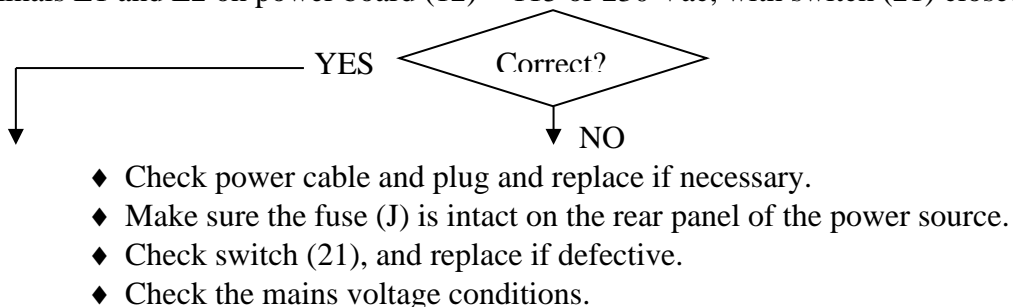 YES Correct?
NO
♦ Check power cable and plug and replace if necessary.
♦ Make sure the fuse (J) is intact on the rear panel of the power source.
♦ Check switch (21), and replace if defective.
♦ Check the mains voltage conditions.